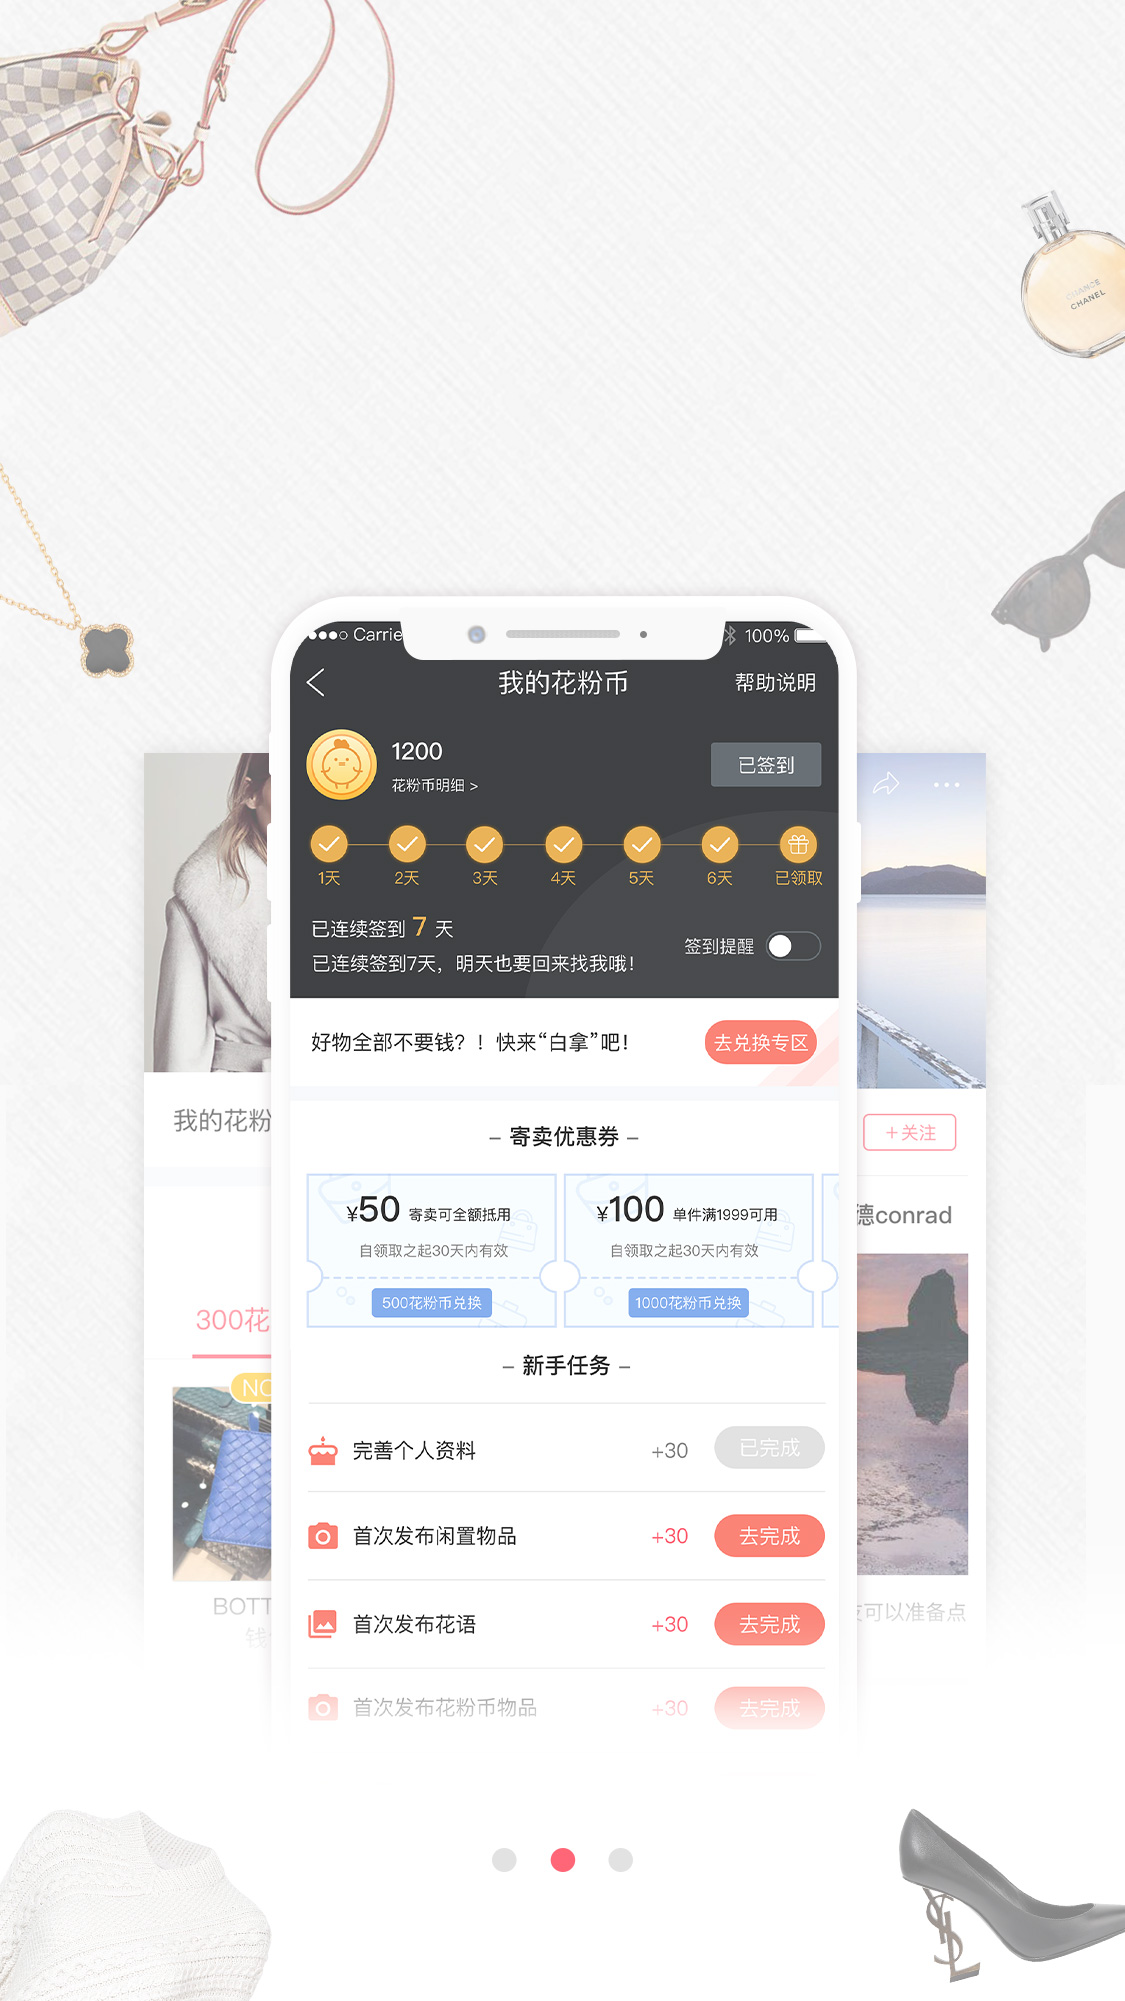 CHANCE
CHANEL
Carrie
100%
我的花粉币
帮助说明
1200
花粉币明细 >
已签到
1天
2天
3天
4天
5天
6天
已领取
已连续签到 7 天
已连续签到7天，明天也要回来找我哦！
签到提醒
好物全部不要钱？！快来“白拿”吧！
去兑换专区
我的花粉
+关注
– 寄卖优惠券 –
¥50 寄卖可全额抵用
自领取之起30天内有效
500花粉币兑换
¥100 单件满1999可用
自领取之起30天内有效
1000花粉币兑换
德conrad
300花
– 新手任务 –
NO
完善个人资料
+30
已完成
首次发布闲置物品
+30
去完成
BOTT
钱
首次发布花语
+30
去完成
可以准备点
首次发布花粉币物品
+30
去完成
YSL